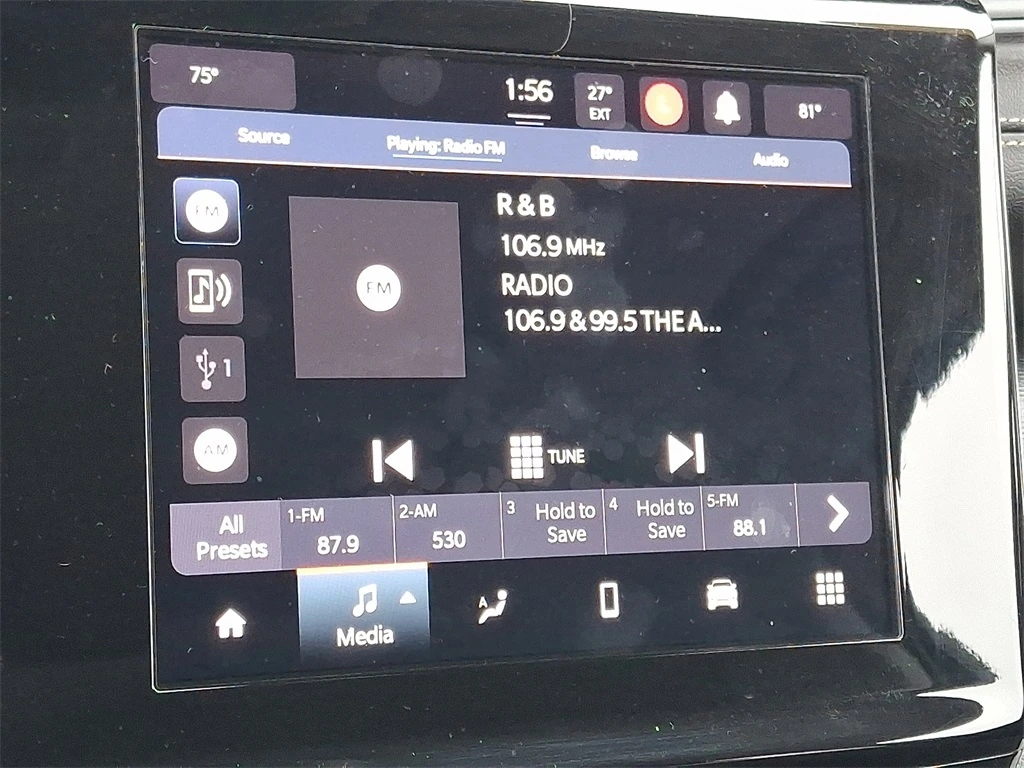 75°
1:56
27°
EXT
81°
Source
Playing: Radio FM
Browse
Audio
FM
R & B
106.9 MHz
RADIO
106.9 & 99.5 THE A...
FM
1
AM
TUNE
All
Presets
1-FM
87.9
2-AM
530
3
Hold to
Save
4
Hold to
Save
5-FM
88.1
A
Media